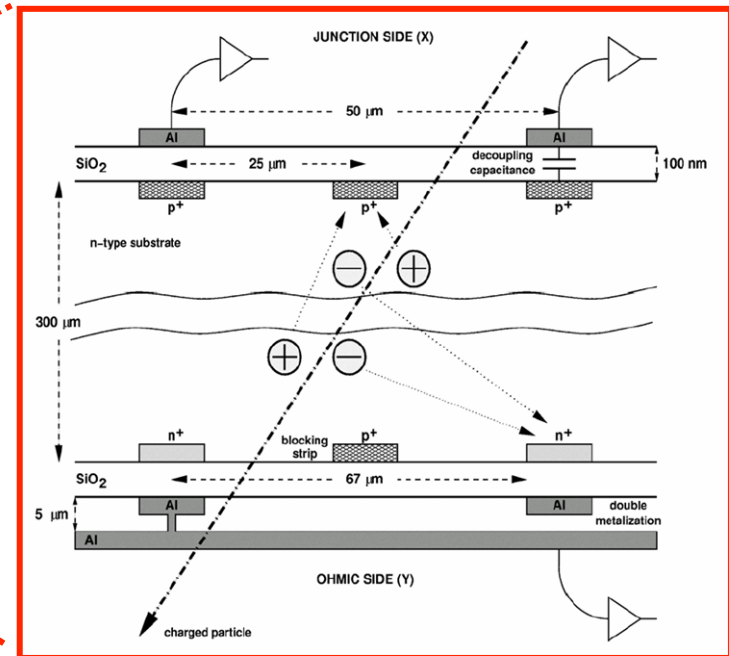 JUNCTION SIDE (X)
50 μm
Al
Al
SiO2
25 μm
decoupling
capacitance
100 nm
p+
p+
p+
n-type substrate
−
+
300 μm
+
−
n+
blocking
strip
p+
n+
SiO2
67 μm
5 μm
Al
Al
double
metalization
Al
OHMIC SIDE (Y)
charged particle